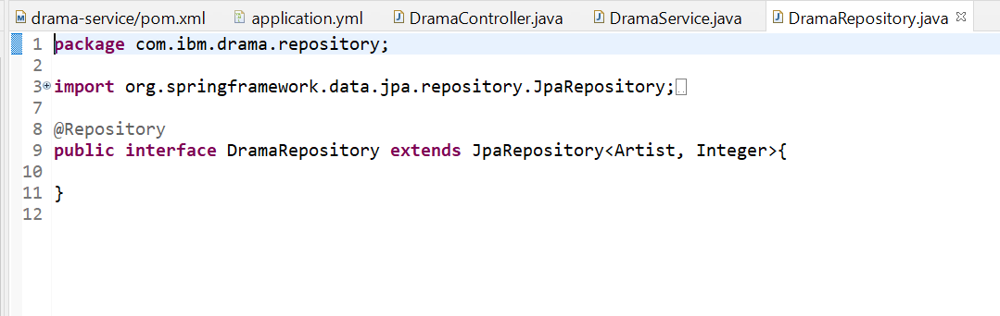 drama-service/pom.xml application.yml DramaController.java DramaService.java DramaRepository.java
1 package com.ibm.drama.repository;
2
3 import org.springframework.data.jpa.repository.JpaRepository;
7
8 @Repository
9 public interface DramaRepository extends JpaRepository<Artist, Integer>{
10
11 }
12